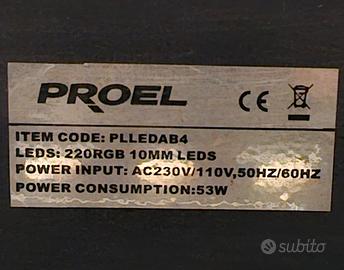 PROEL
CE
ITEM CODE: PLLEDAB4
LEDS: 220RGB 10MM LEDS
POWER INPUT: AC230V/110V,50HZ/60HZ
POWER CONSUMPTION:53W
subito